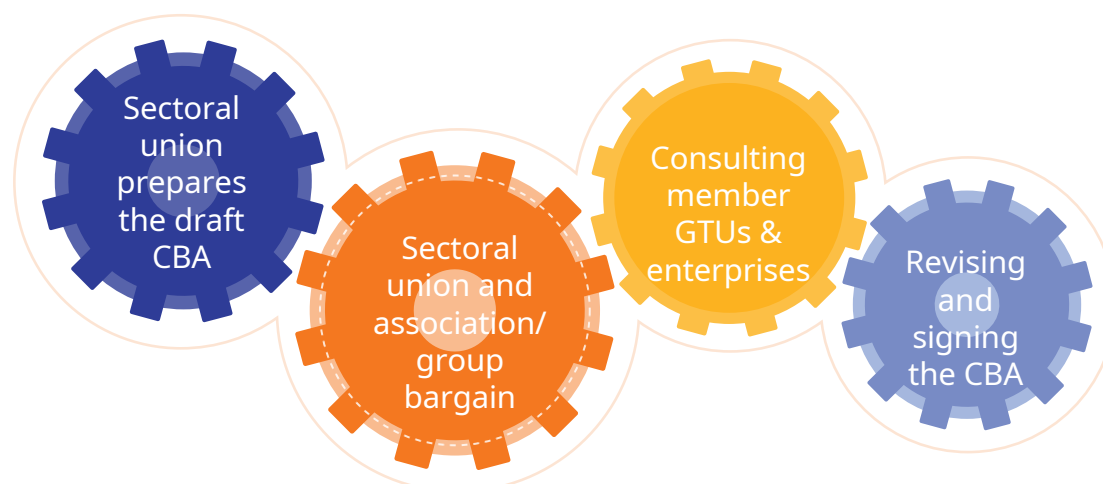 Sectoral
union
prepares
the draft
CBA
Sectoral
union and
association/
group
bargain
Consulting
member
GTUs &
enterprises
Revising
and
signing
the CBA